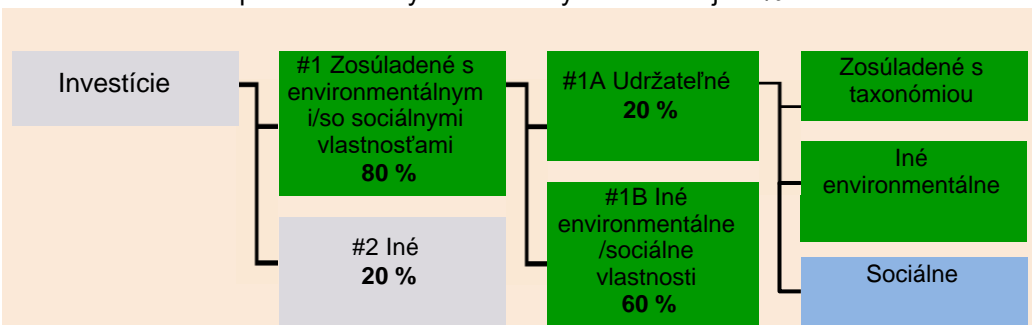 Investície
#1 Zosúladené s
environmentálnym
i/so sociálnymi
vlastnosťami
80 %
#2 Iné
20 %
#1A Udržateľné
20 %
#1B Iné
environmentálne
/sociálne
vlastnosti
60 %
Zosúladené s
taxonómiou
Iné
environmentálne
Sociálne